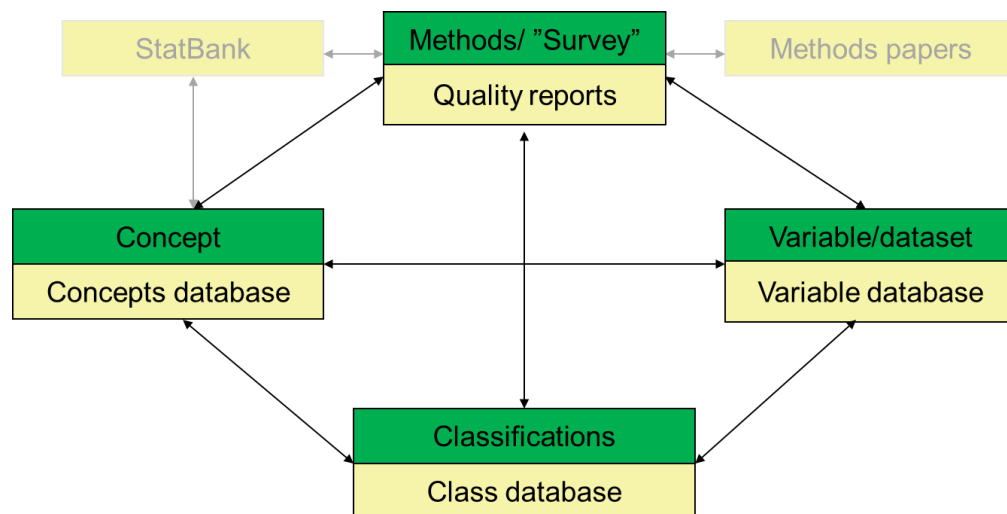 StatBank
Methods/ ”Survey”
Methods papers
Quality reports
Concept
Variable/dataset
Concepts database
Variable database
Classifications
Class database